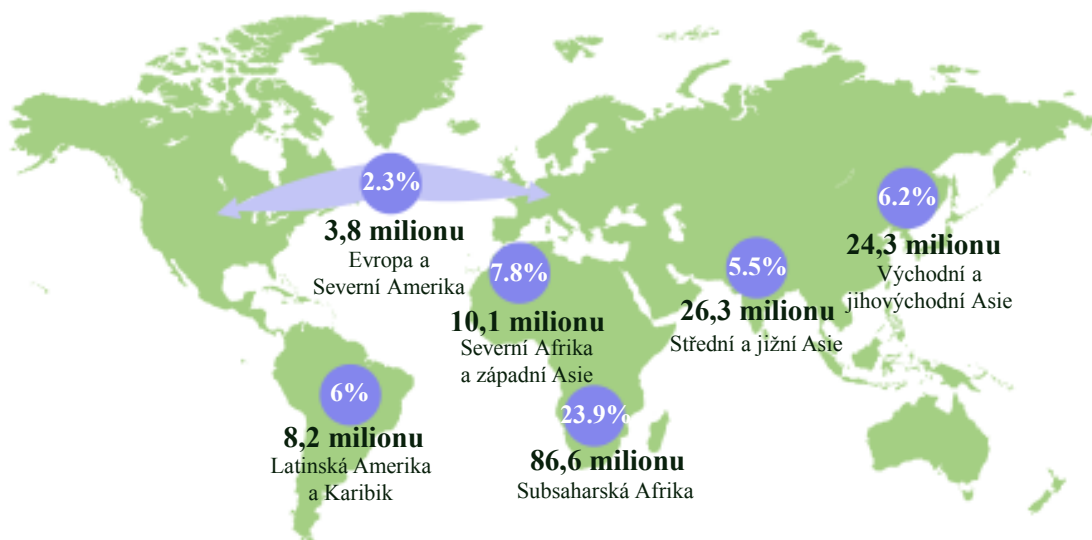 2.3%
3,8 milionu
Evropa a
Severní Amerika
6.2%
24,3 milionu
Východní a
jihovýchodní Asie
7.8%
10,1 milionu
Severní Afrika
a západní Asie
5.5%
26,3 milionu
Střední a jižní Asie
6%
8,2 milionu
Latinská Amerika
a Karibik
23.9%
86,6 milionu
Subsaharská Afrika